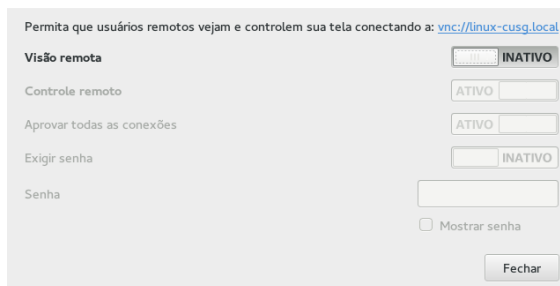 Permita que usuários remotos vejam e controlem sua tela conectando a: vnc://linux-cusg.local
Visão remota INATIVO
Controle remoto ATIVO
Aprovar todas as conexões ATIVO
Exigir senha INATIVO
Senha
Mostrar senha
Fechar